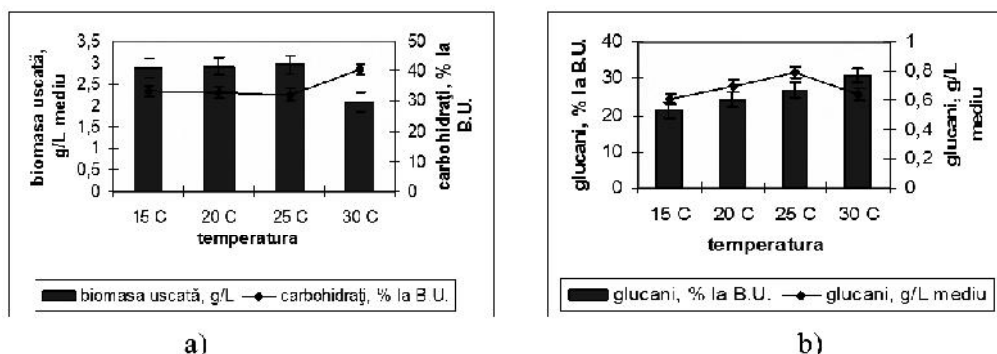 3,5
3
2,5
2
1,5
1
0,5
0
biomasa uscată,
g/L mediu
50
40
30
20
10
0
carbohidrați, % la
B.U.
15 C 20 C 25 C 30 C
temperatura
biomasa uscată, g/L carbohidraţi, % la B.U.
a)
40
30
20
10
0
glucani, % la B.U.
1
0,8
0,6
0,4
0,2
0
glucani, g/L
mediu
15 C 20 C 25 C 30 C
temperatura
glucani, % la B.U. glucani, g/L mediu
b)